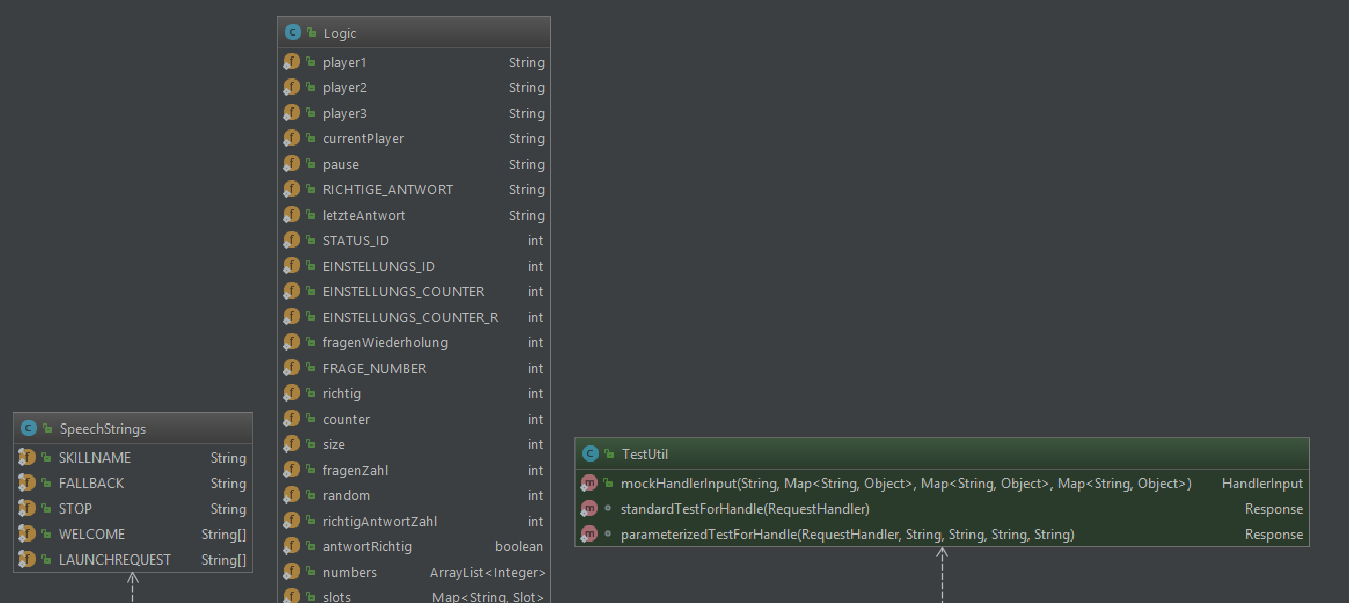 Logic
player1 String
player2 String
player3 String
currentPlayer String
pause String
RICHTIGE_ANTWORT String
letzteAntwort String
STATUS_ID int
EINSTELLUNGS_ID int
EINSTELLUNGS_COUNTER int
EINSTELLUNGS_COUNTER_R int
fragenWiederholung int
FRAGE_NUMBER int
richtig int
counter int
size int
fragenZahl int
random int
richtigAntwortZahl int
antwortRichtig boolean
numbers ArrayList<Integer>
slots Map<String, Slot>
SpeechStrings
SKILLNAME String
FALLBACK String
STOP String
WELCOME String[]
LAUNCHREQUEST String[]
TestUtil
mockHandlerInput(String, Map<String, Object>, Map<String, Object>, Map<String, Object>) HandlerInput
standardTestForHandle(RequestHandler) Response
parameterizedTestForHandle(RequestHandler, String, String, String, String) Response